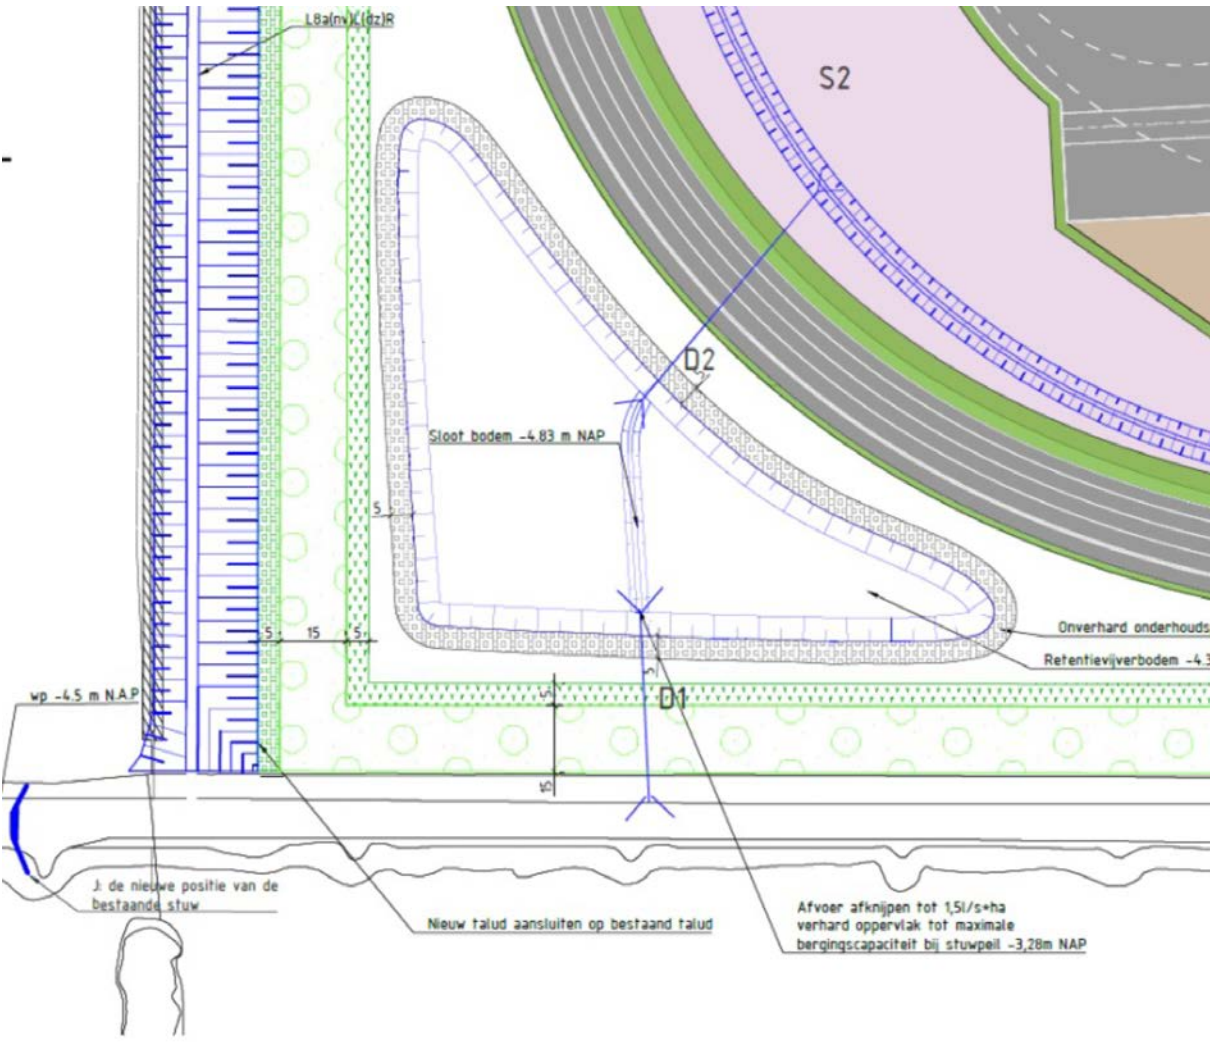 L8a(nv)L(dz)R
S2
D2
Sloot bodem -4.83 m NAP
5
5
5 15 5
Onverhard onderhouds
Retentievijverbodem -4.3
5
wp -4.5 m N.A.P
5
D1
15
J: de nieuwe positie van de
bestaande stuw
Nieuw talud aansluiten op bestaand talud
Afvoer afknijpen tot 1,5l/s*ha
verhard oppervlak tot maximale
bergingscapaciteit bij stuwpeil -3,28m NAP